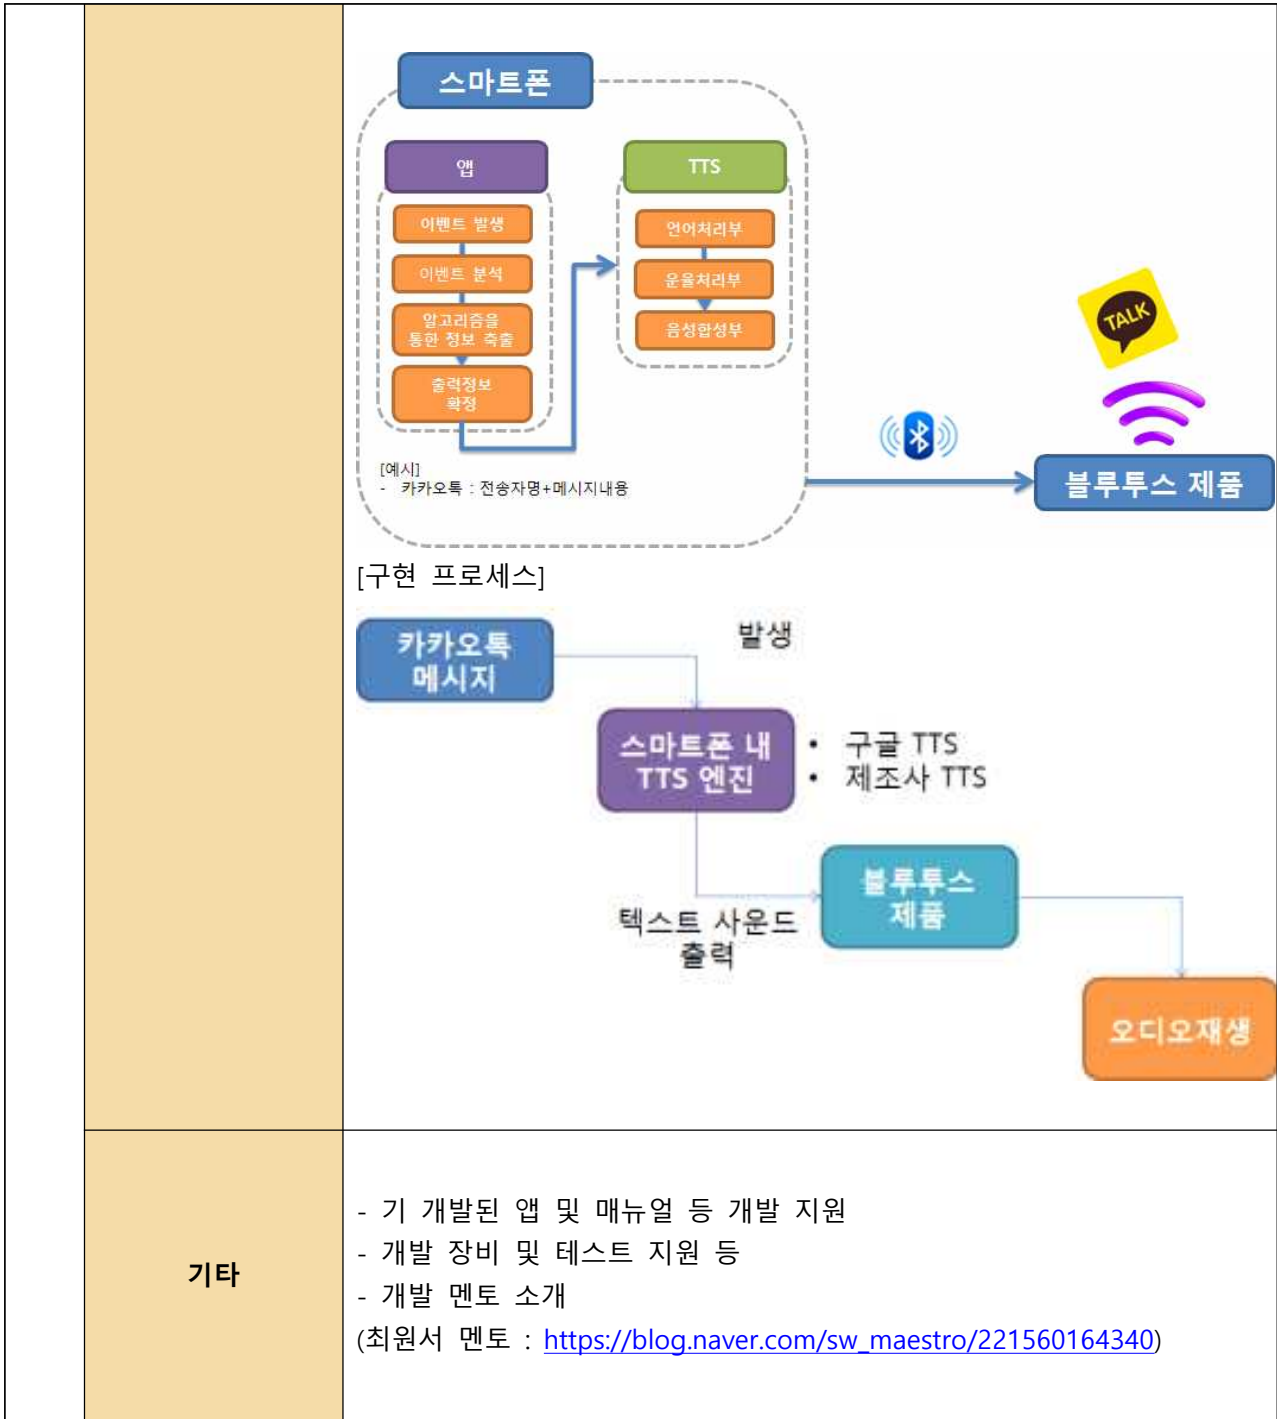 스마트폰
앱
이벤트 발생
이벤트 분석
알고리즘을
통한 정보 축출
출력정보
확정
TTS
언어처리부
운율처리부
음성합성부
[예시]
- 카카오톡 : 전송자명+메시지내용
TALK
블루투스 제품
[구현 프로세스]
카카오톡
메시지
발생
스마트폰 내
TTS 엔진
• 구글 TTS
• 제조사 TTS
텍스트 사운드
출력
블루투스
제품
오디오재생
기타
- 기 개발된 앱 및 매뉴얼 등 개발 지원
- 개발 장비 및 테스트 지원 등
- 개발 멘토 소개
(최원서 멘토 : https://blog.naver.com/sw_maestro/221560164340)